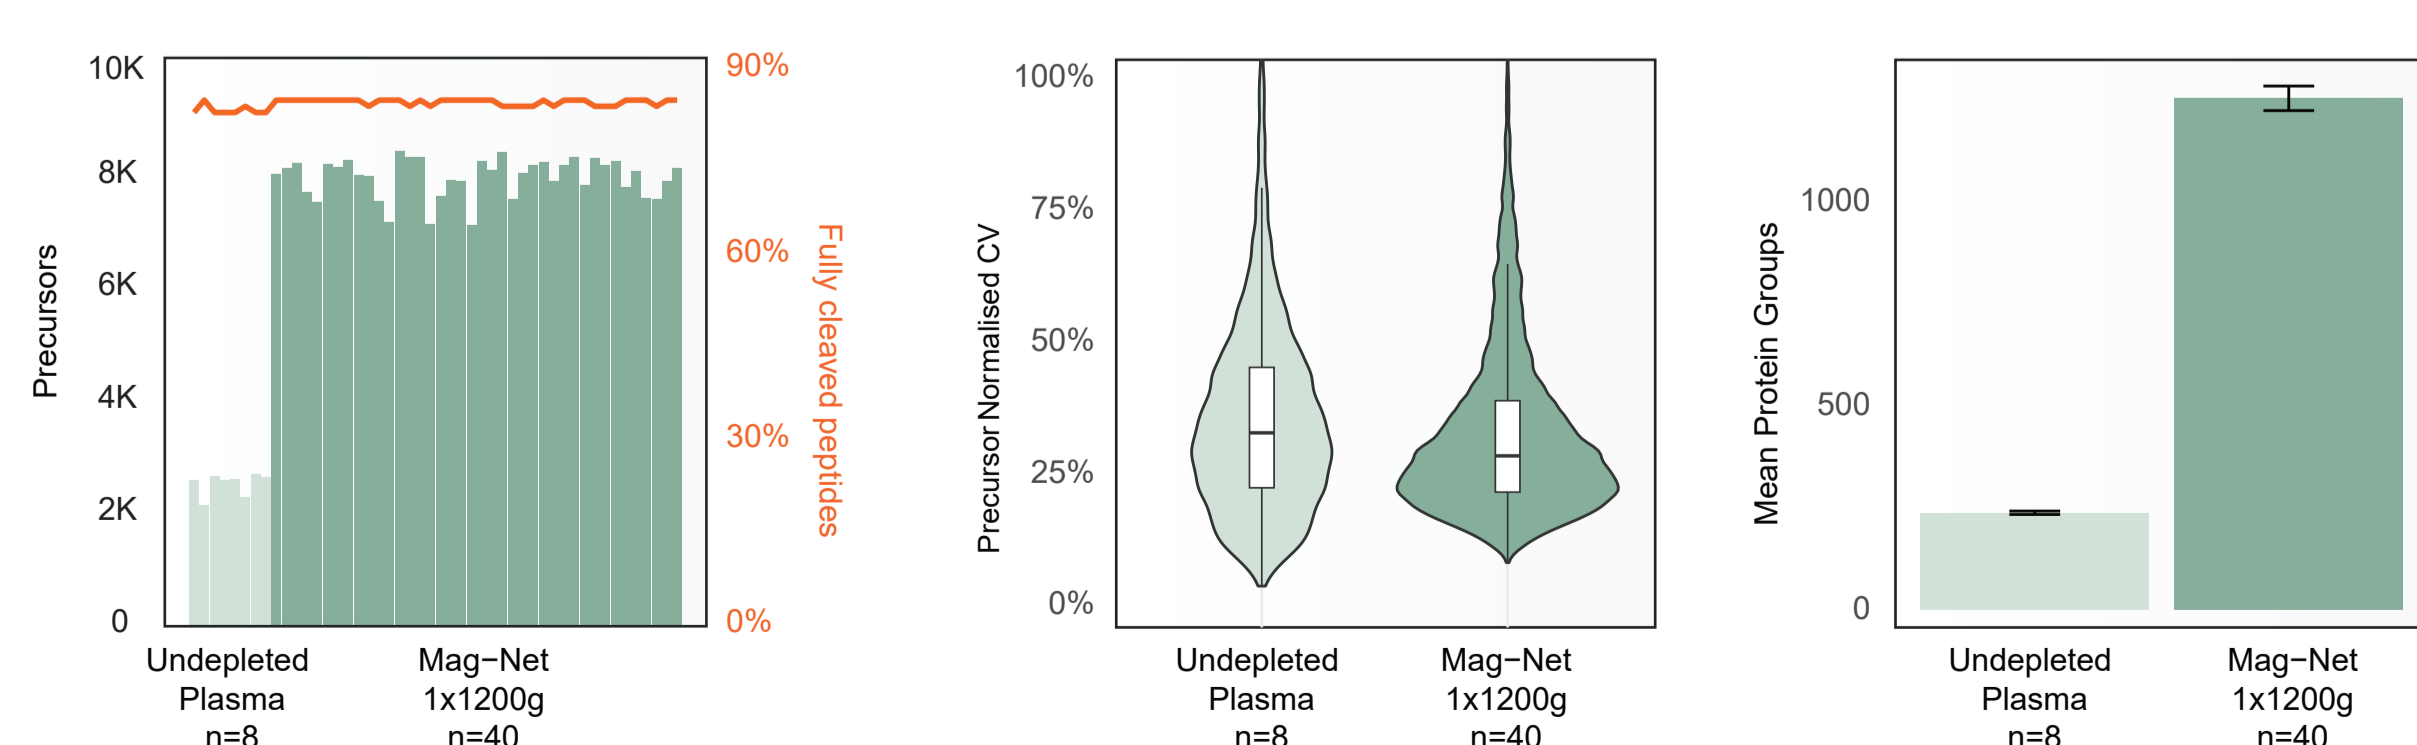 10K
8K
6K
4K
2K
0
Precursors
90%
60%
30%
0%
Fully cleaved peptides
Undepleted
Plasma
n=8
Mag−Net
1x1200g
n=40
100%
75%
50%
25%
0%
Precursor Normalised CV
Undepleted
Plasma
n=8
Mag−Net
1x1200g
n=40
1000
500
0
Mean Protein Groups
Undepleted
Plasma
n=8
Mag−Net
1x1200g
n=40